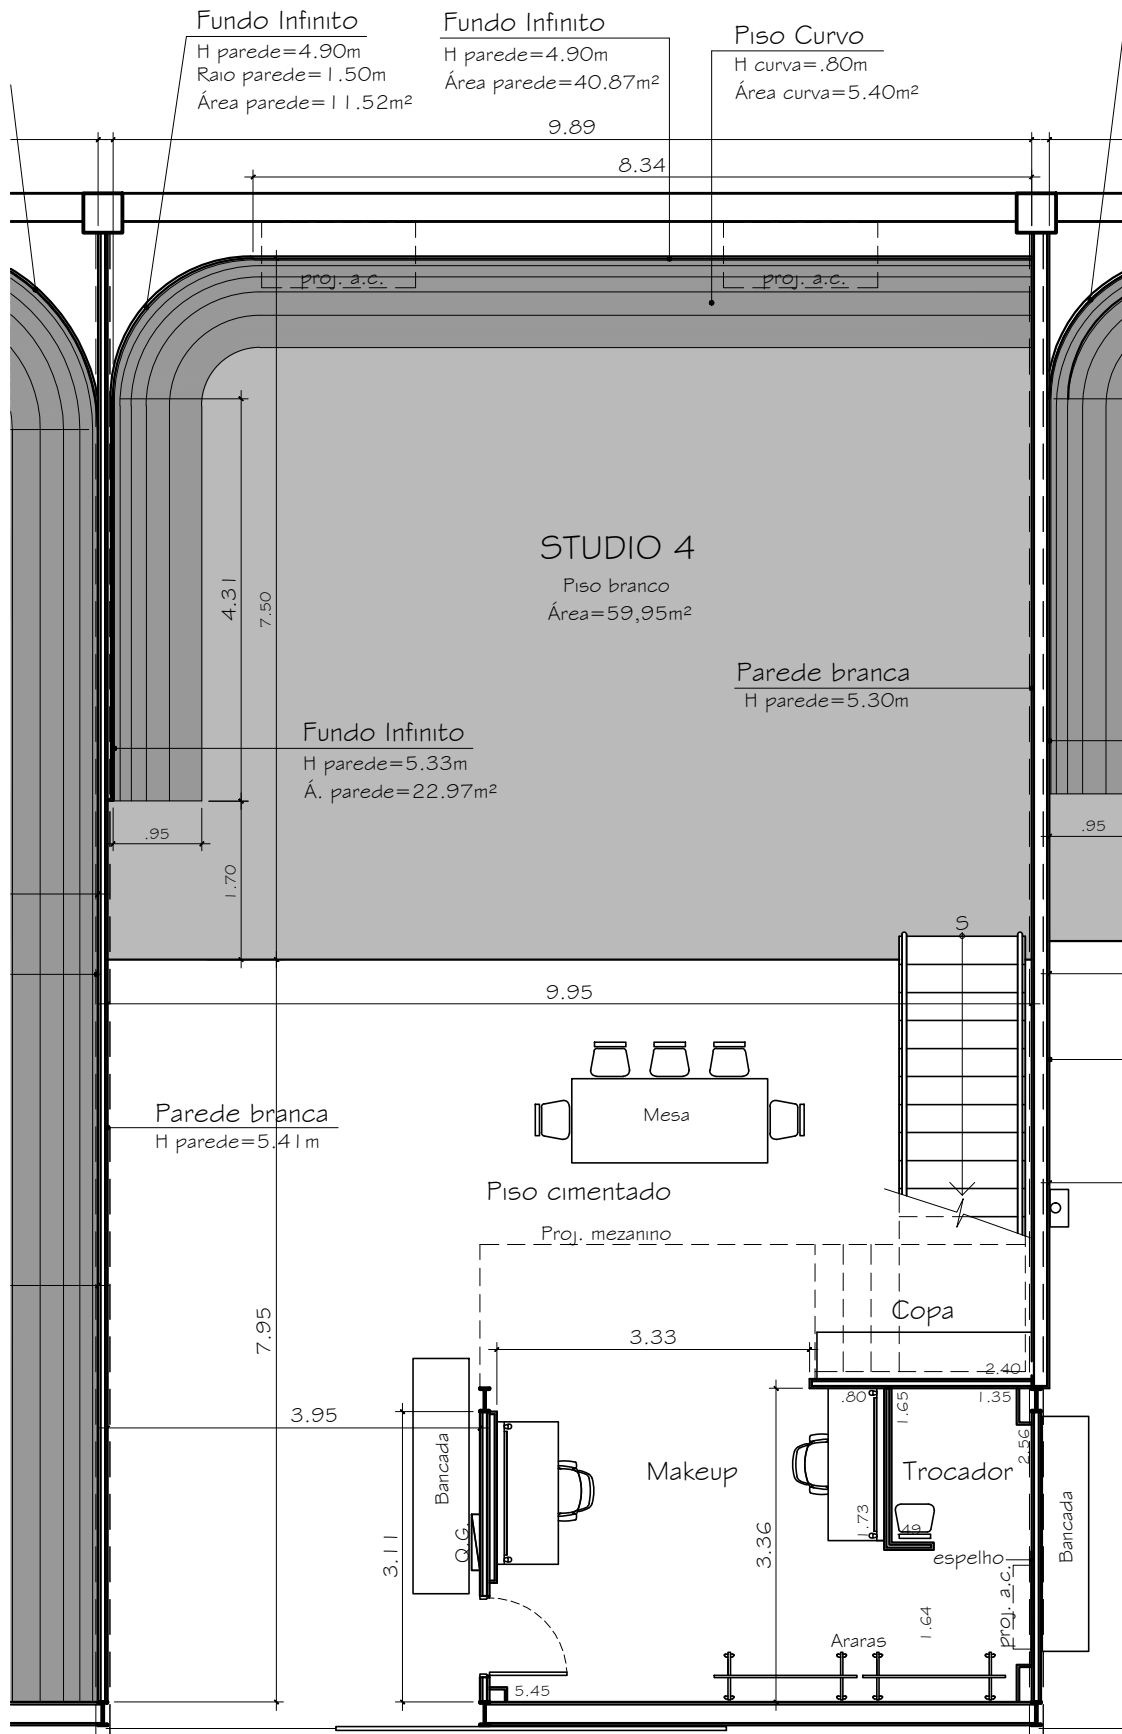 Fundo Infinito
H parede=4.90m
Raio parede=1.50m
Área parede=11.52m²
Fundo Infinito
H parede=4.90m
Área parede=40.87m²
Piso Curvo
H curva=.80m
Área curva=5.40m²
9.89
8.34
proj. a.c.
proj. a.c.
STUDIO 4
Piso branco
Área=59,95m²
4.31
7.50
Parede branca
H parede=5.30m
Fundo Infinito
H parede=5.33m
Á. parede=22.97m²
.95
.95
1.70
S
9.95
Mesa
Parede branca
H parede=5.41m
Piso cimentado
Proj. mezanino
Copa
7.95
3.33
2.40
.80
1.65
1.35
3.95
2.56
Bancada
Makeup
Trocador
Bancada
1.73
.49
Q.G.
3.11
3.36
espelho
proj. a.c.
1.64
Araras
5.45